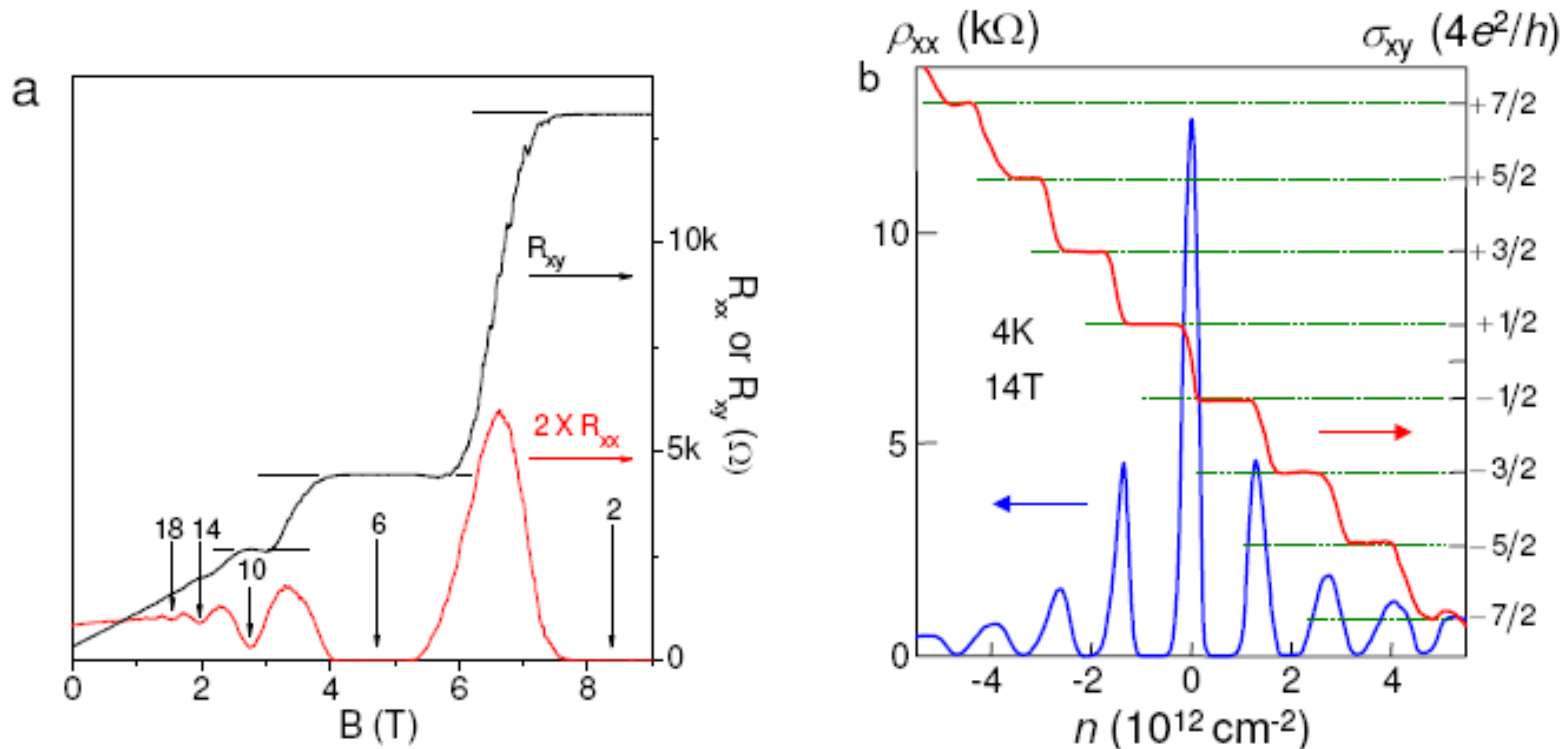 a
R_xy
2 X R_xx
18
14
10
6
2
10k
5k
0
R_xx or R_xy (Ω)
0
2
4
6
8
B (T)
ρ_xx (kΩ)
σ_xy (4e²/h)
b
10
5
0
4K
14T
+7/2
+5/2
+3/2
+1/2
−1/2
−3/2
−5/2
−7/2
-4
-2
0
2
4
n (10¹² cm⁻²)